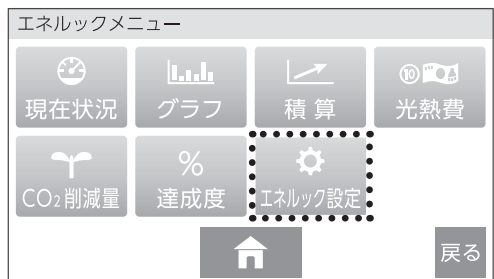 エネルックメニュー
現在状況
グラフ
積算
⑩
光熱費
CO₂削減量
%
達成度
エネルック設定
戻る